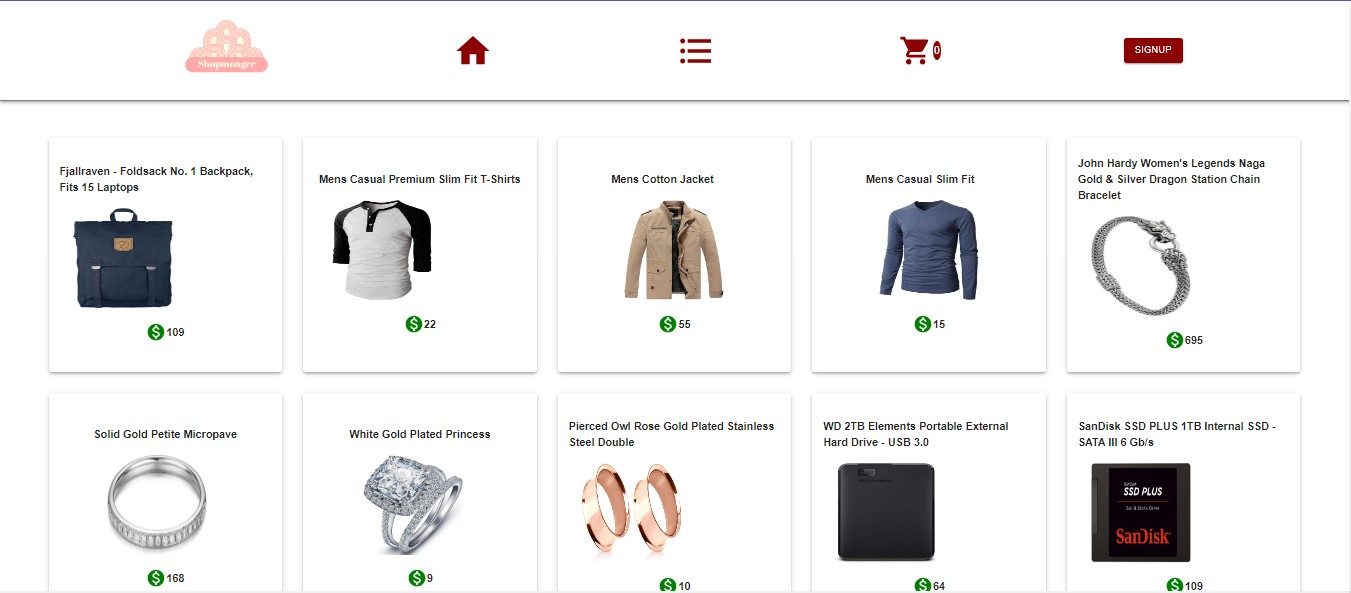 Shopmonger
0
SIGNUP
Fjallraven - Foldsack No. 1 Backpack,
Fits 15 Laptops
$ 109
Mens Casual Premium Slim Fit T-Shirts
$ 22
Mens Cotton Jacket
$ 55
Mens Casual Slim Fit
$ 15
John Hardy Women's Legends Naga
Gold & Silver Dragon Station Chain
Bracelet
$ 695
Solid Gold Petite Micropave
$ 168
White Gold Plated Princess
$ 9
Pierced Owl Rose Gold Plated Stainless
Steel Double
$ 10
WD 2TB Elements Portable External
Hard Drive - USB 3.0
$ 64
SanDisk SSD PLUS 1TB Internal SSD -
SATA III 6 Gb/s
SanDisk
SSD PLUS
Solid State Drive
SanDisk
$ 109